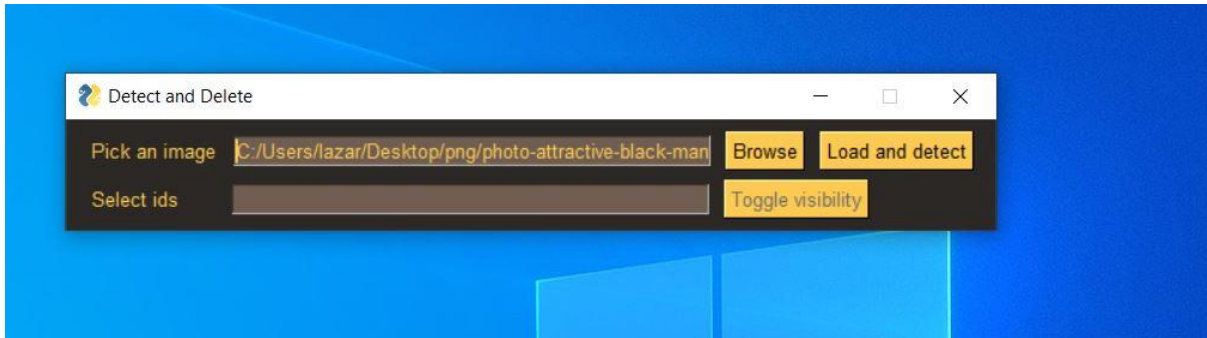 Detect and Delete
Pick an image C:/Users/lazar/Desktop/png/photo-attractive-black-man Browse Load and detect
Select ids Toggle visibility